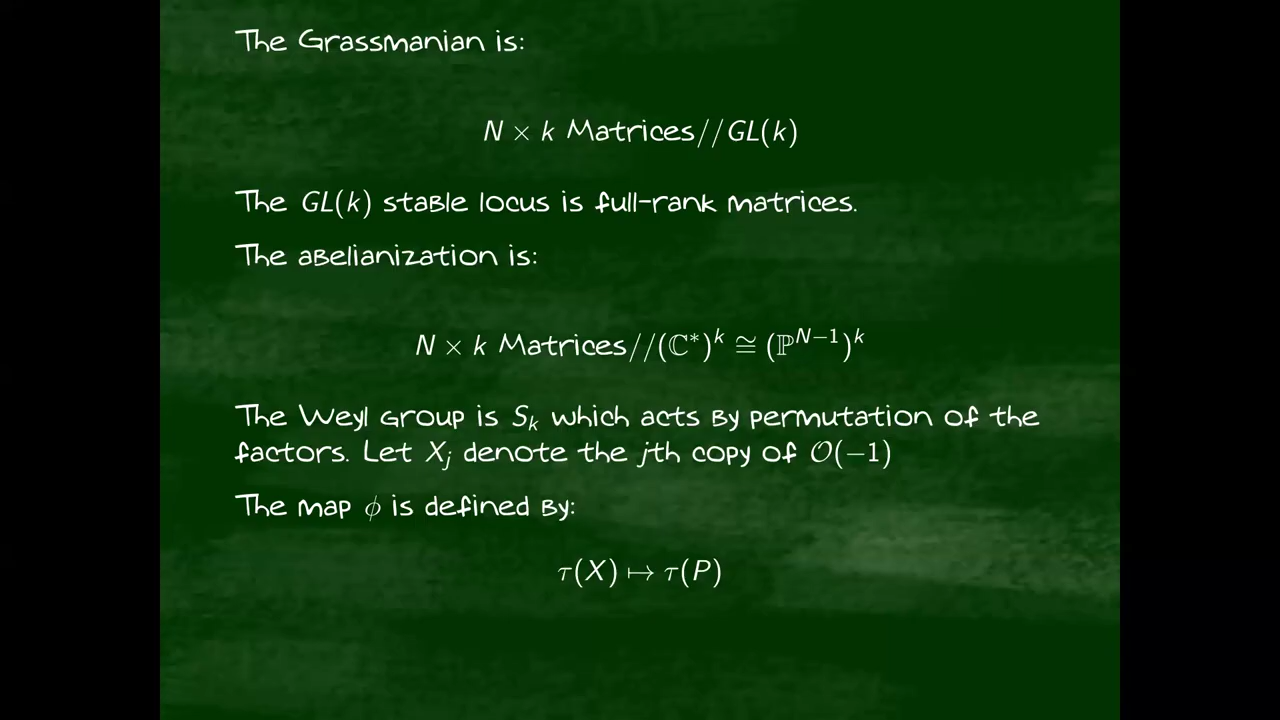 The Grassmanian is:
N × k Matrices//GL(k)
The GL(k) stable locus is full-rank matrices.
The abelianization is:
N × k Matrices//(ℂ*)^k ≅ (ℙ^{N−1})^k
The Weyl Group is S_k which acts by permutation of the
factors. Let X_j denote the jth copy of 𝒪(−1)
The map ϕ is defined by:
τ(X) ↦ τ(P)